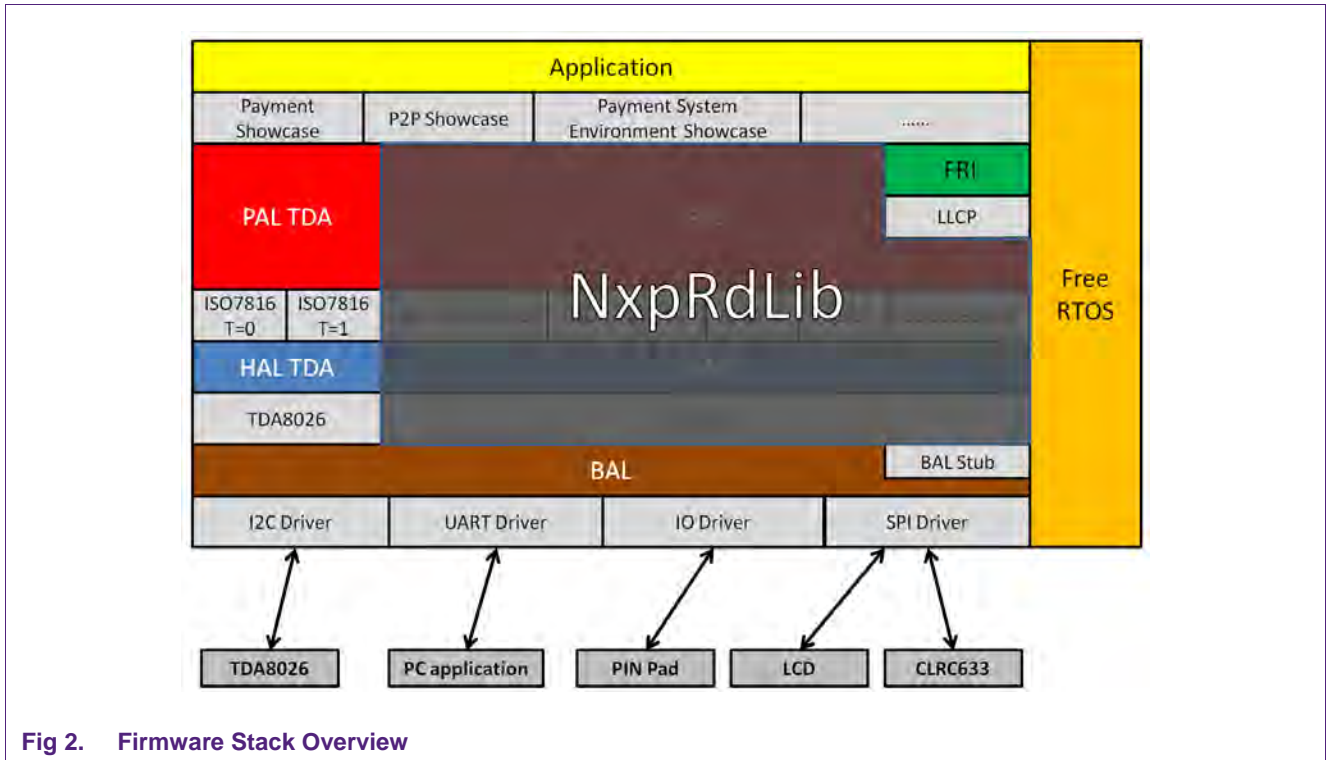 Application
Payment
Showcase
P2P Showcase
Payment System
Environment Showcase
......
PAL TDA
FRI
LLCP
NxpRdLib
Free
RTOS
ISO7816
T=0
ISO7816
T=1
HAL TDA
TDA8026
BAL
BAL Stub
I2C Driver
UART Driver
IO Driver
SPI Driver
TDA8026
PC application
PIN Pad
LCD
CLRC633
Fig 2. Firmware Stack Overview